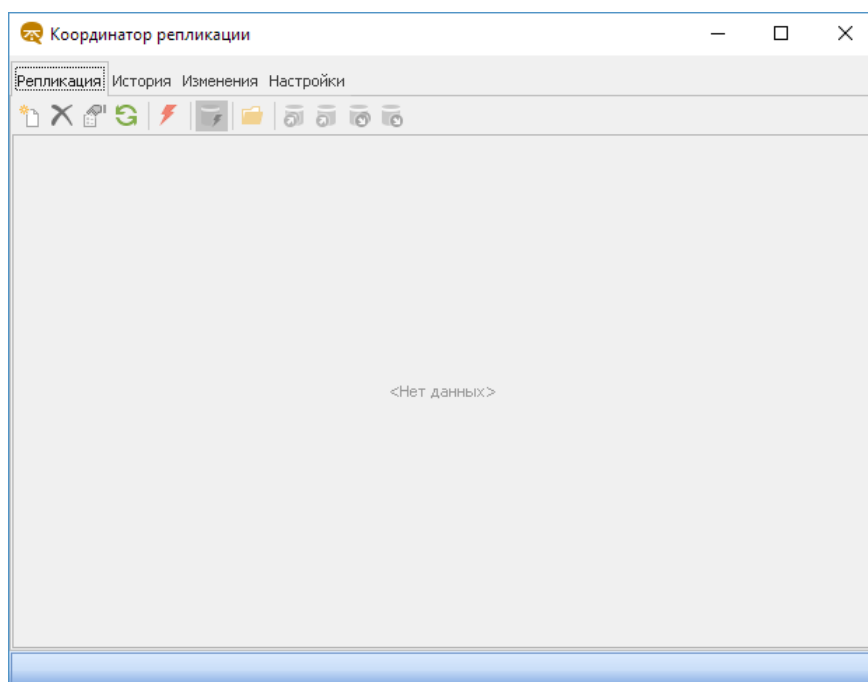 Координатор репликации
Репликация История Изменения Настройки
<Нет данных>